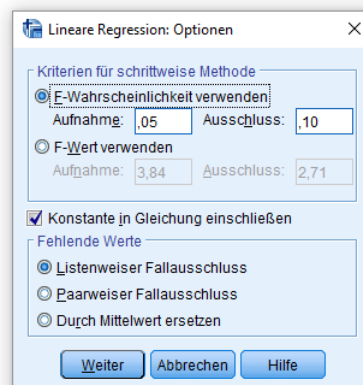 Lineare Regression: Optionen
Kriterien für schrittweise Methode
F-Wahrscheinlichkeit verwenden
Aufnahme: ,05 Ausschluss: ,10
F-Wert verwenden
Aufnahme: 3,84 Ausschluss: 2,71
Konstante in Gleichung einschließen
Fehlende Werte
Listenweiser Fallausschluss
Paarweiser Fallausschluss
Durch Mittelwert ersetzen
Weiter Abbrechen Hilfe